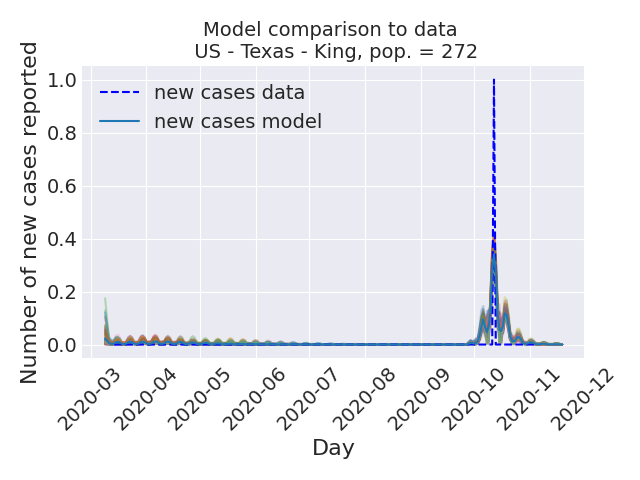 Model comparison to data
US - Texas - King, pop. = 272
Number of new cases reported
1.0
0.8
0.6
0.4
0.2
0.0
new cases data
new cases model
2020-03
2020-04
2020-05
2020-06
2020-07
2020-08
2020-09
2020-10
2020-11
2020-12
Day